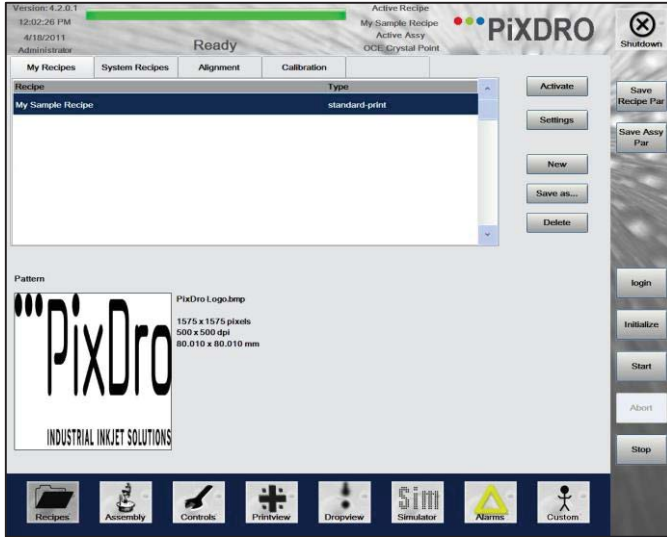 Version: 4.2.0.1
12:02:26 PM
4/18/2011
Administrator
Ready
Active Recipe
My Sample Recipe
Active Assy
OCE Crystal Point
PiXDRO
Shutdown
My Recipes System Recipes Alignment Calibration
Recipe Type
My Sample Recipe standard-print
Activate
Settings
New
Save as...
Delete
Save
Recipe Par
Save Assy
Par
login
Initialize
Start
Abort
Stop
Pattern
PixDro
INDUSTRIAL INKJET SOLUTIONS
PixDro Logo.bmp
1575 x 1575 pixels
500 x 500 dpi
80.010 x 80.010 mm
Sim
Recipes Assembly Controls Printview Dropview Simulator Alarms Custom